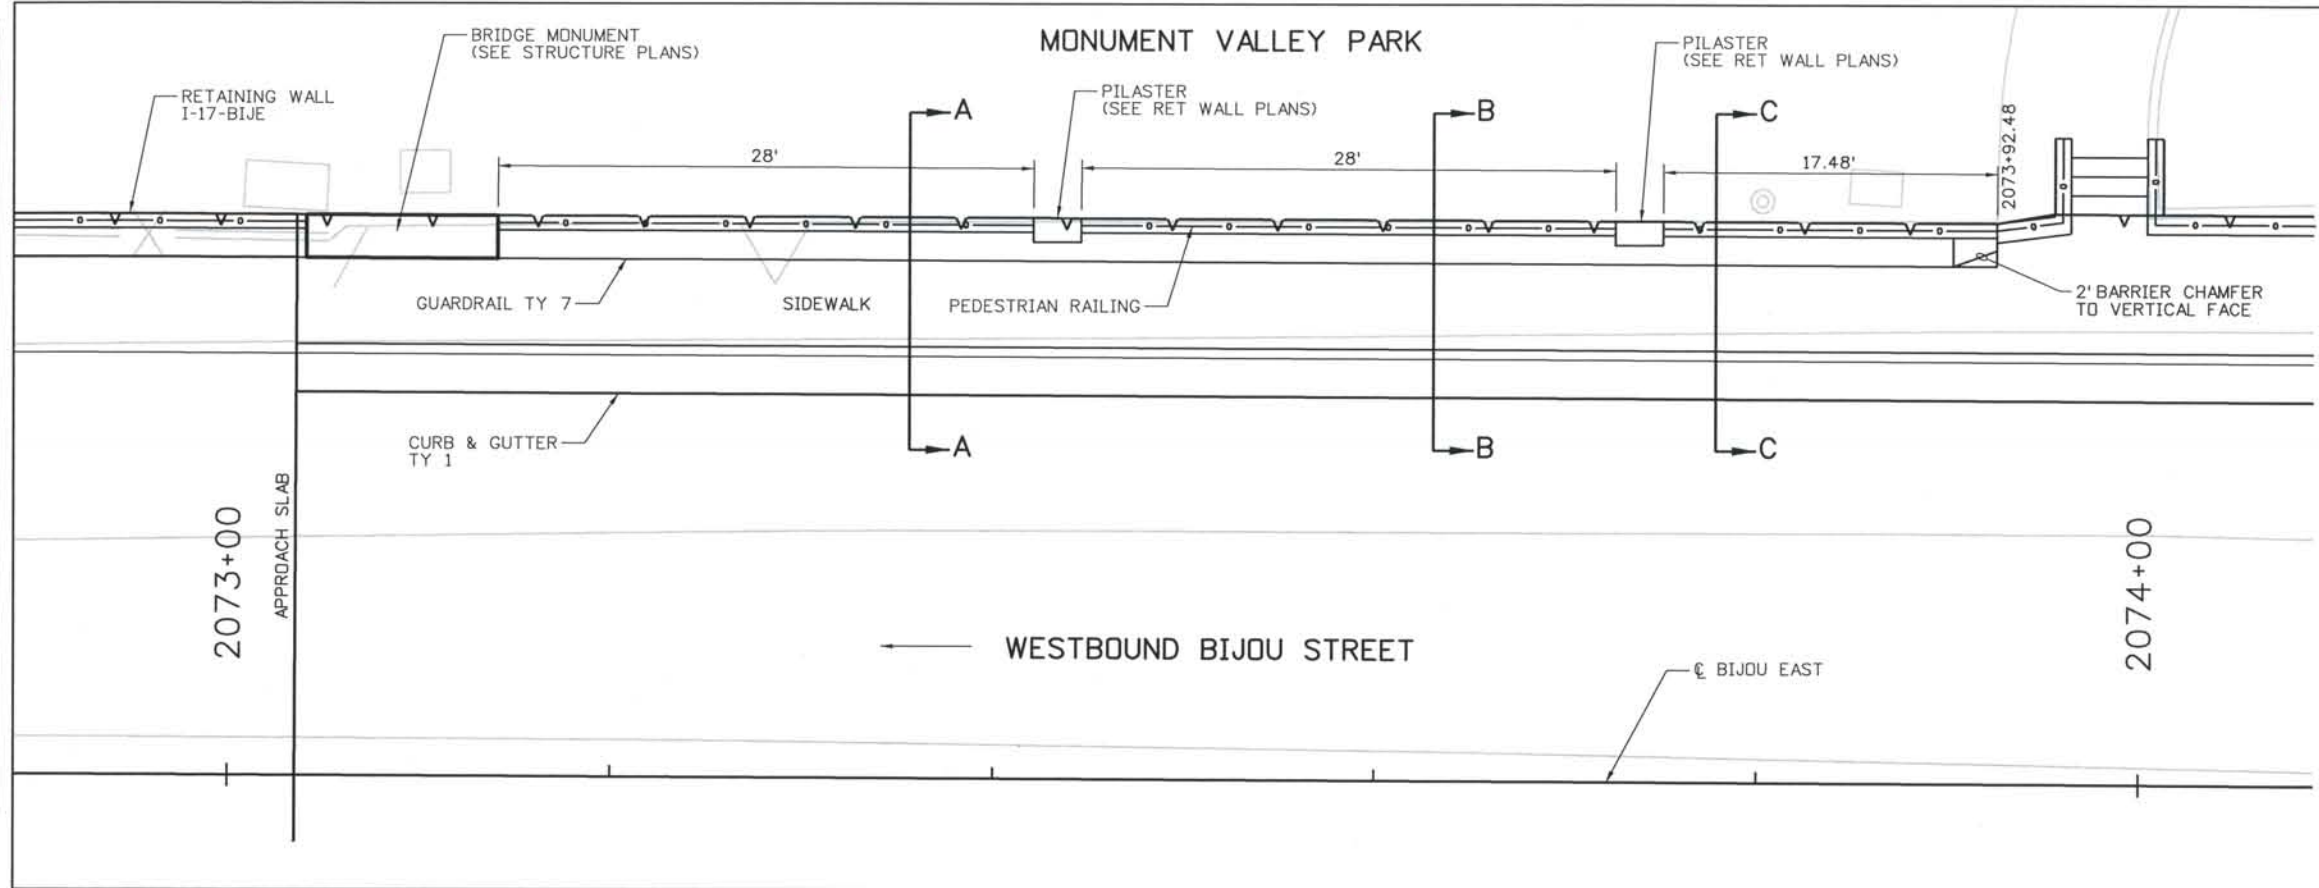 BRIDGE MONUMENT
(SEE STRUCTURE PLANS)
MONUMENT VALLEY PARK
PILASTER
(SEE RET WALL PLANS)
RETAINING WALL
I-17-BIJE
PILASTER
(SEE RET WALL PLANS)
A
B
C
2073+92.48
28'
28'
17.48'
GUARDRAIL TY 7
SIDEWALK
PEDESTRIAN RAILING
2' BARRIER CHAMFER
TO VERTICAL FACE
CURB & GUTTER
TY 1
A
B
C
2073+00
APPROACH SLAB
2074+00
WESTBOUND BIJOU STREET
℄ BIJOU EAST